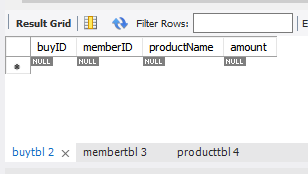 Result Grid Filter Rows: E
buyID memberID productName amount
NULL NULL NULL NULL
buytbl 2 membertbl 3 producttbl 4